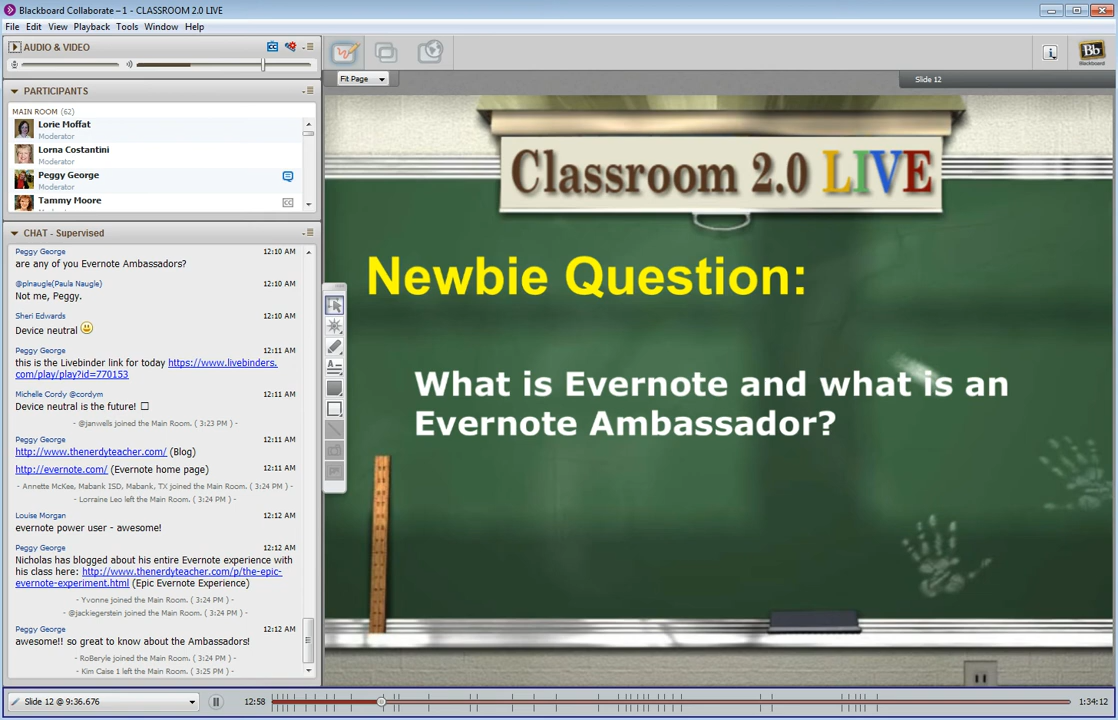 Blackboard Collaborate – 1 - CLASSROOM 2.0 LIVE
File Edit View Playback Tools Window Help
AUDIO & VIDEO
PARTICIPANTS
MAIN ROOM (62)
Lorie Moffat
Moderator
Lorna Costantini
Moderator
Peggy George
Moderator
Tammy Moore
CHAT - Supervised
Peggy George 12:10 AM
are any of you Evernote Ambassadors?
@plnaugle(Paula Naugle) 12:10 AM
Not me, Peggy.
Sheri Edwards 12:10 AM
Device neutral
Peggy George 12:11 AM
this is the Livebinder link for today https://www.livebinders.
com/play/play?id=770153
Michelle Cordy @cordym 12:11 AM
Device neutral is the future!
- @janwells joined the Main Room. ( 3:23 PM ) -
Peggy George 12:11 AM
http://www.thenerdyteacher.com/ (Blog)
http://evernote.com/ (Evernote home page) 12:11 AM
- Annette McKee, Mabank ISD, Mabank, TX joined the Main Room. ( 3:24 PM ) -
- Lorraine Leo left the Main Room. ( 3:24 PM ) -
Louise Morgan 12:12 AM
evernote power user - awesome!
Peggy George 12:12 AM
Nicholas has blogged about his entire Evernote experience with
his class here: http://www.thenerdyteacher.com/p/the-epic-
evernote-experiment.html (Epic Evernote Experience)
- Yvonne joined the Main Room. ( 3:24 PM ) -
- @jackiegerstein joined the Main Room. ( 3:24 PM ) -
Peggy George 12:12 AM
awesome!! so great to know about the Ambassadors!
- RoBeryle joined the Main Room. ( 3:24 PM ) -
- Kim Caise 1 left the Main Room. ( 3:25 PM ) -
Bb
Blackboard
Fit Page
Slide 12
Classroom 2.0 LIVE
Newbie Question:
What is Evernote and what is an
Evernote Ambassador?
Slide 12 @ 9:36.676
12:58
1:34:12